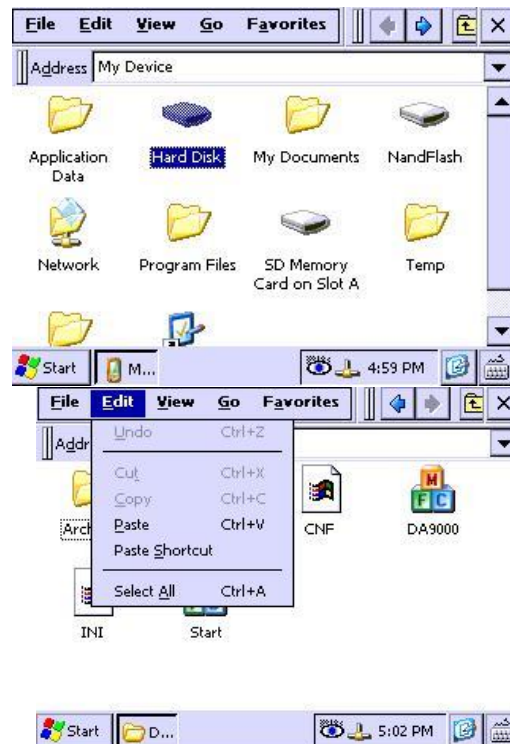 File Edit View Go Favorites
Address My Device
Application Data
Hard Disk
My Documents
NandFlash
Network
Program Files
SD Memory Card on Slot A
Temp
Start M... 4:59 PM
File Edit View Go Favorites
Addr
Undo Ctrl+Z
Cut Ctrl+X
Copy Ctrl+C
Paste Ctrl+V
Paste Shortcut
Select All Ctrl+A
Arch
CNF
M
F C
DA9000
INI
Start
Start D... 5:02 PM